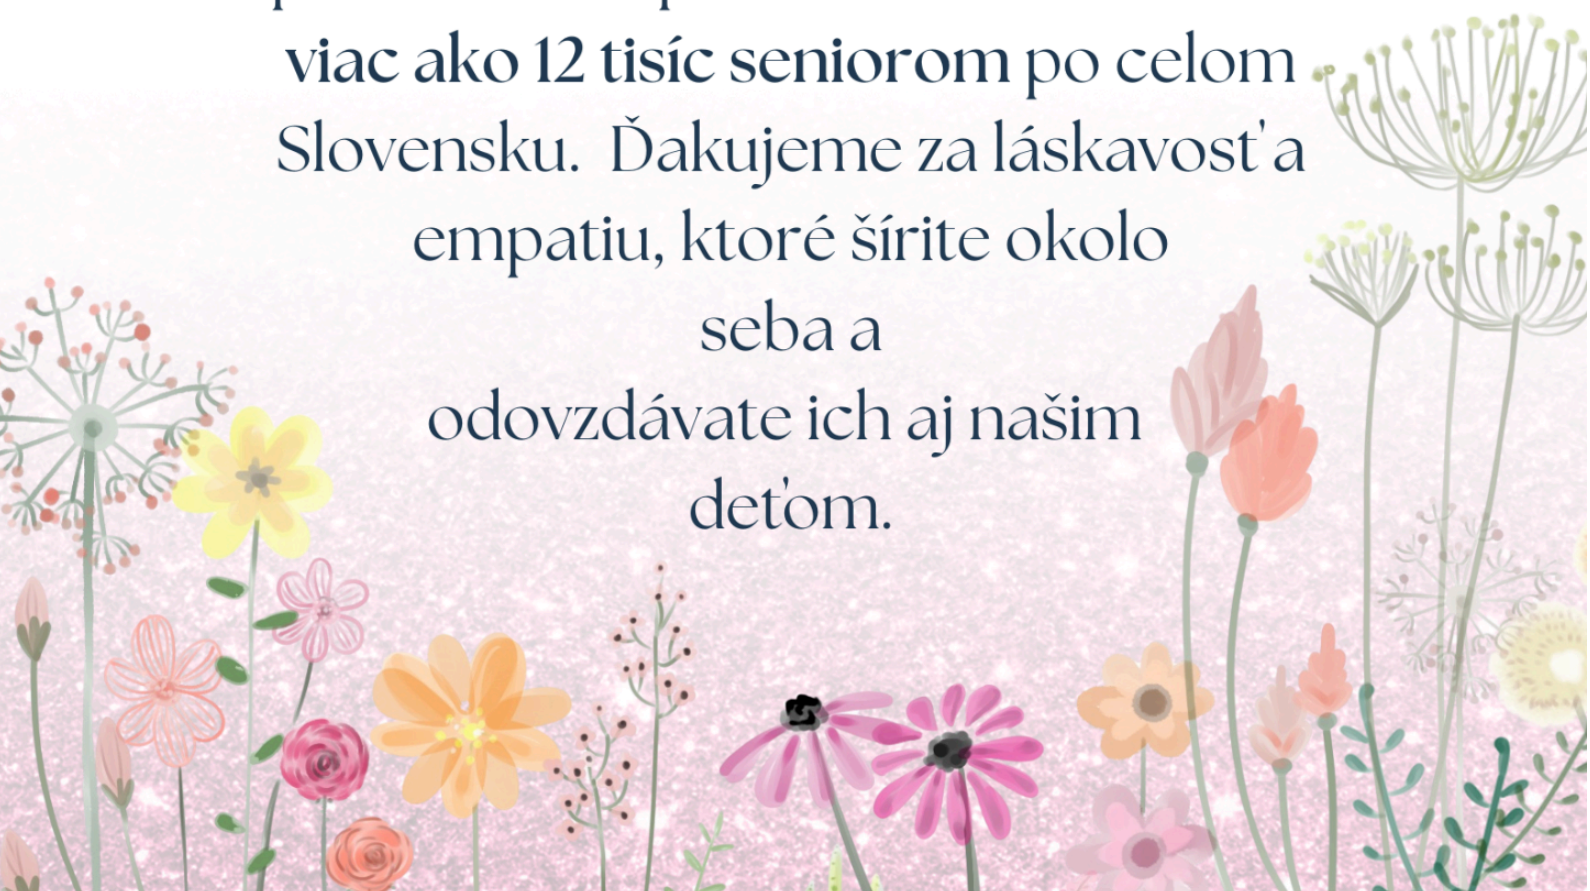 viac ako 12 tisíc seniorom po celom
Slovensku. Ďakujeme za láskavosť a
empatiu, ktoré šírite okolo
seba a
odovzdávate ich aj našim
deťom.